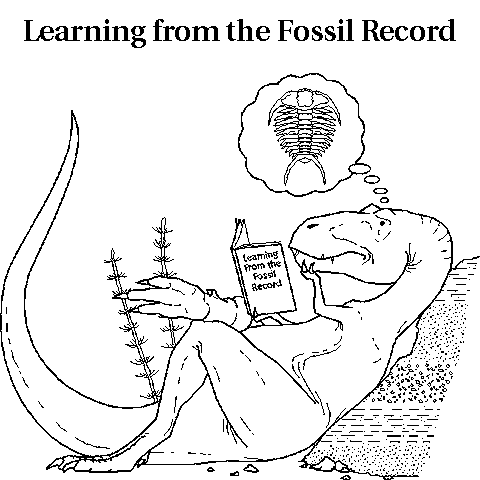 Learning from the Fossil Record
Learning
from the
Fossil
Record